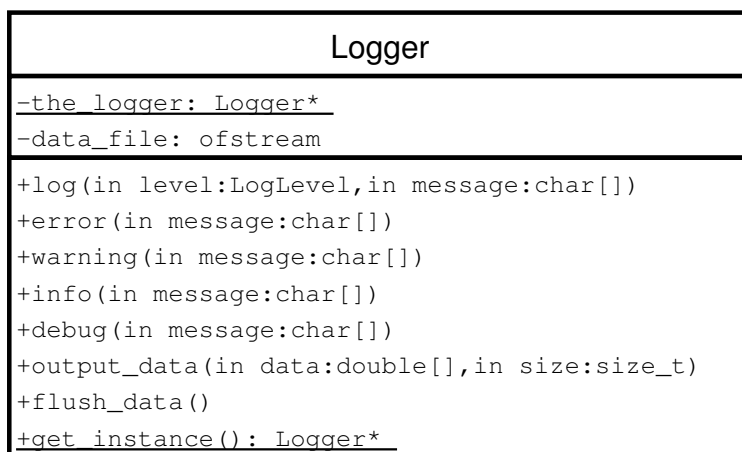 Logger
-the_logger: Logger*
-data_file: ofstream
+log(in level:LogLevel,in message:char[])
+error(in message:char[])
+warning(in message:char[])
+info(in message:char[])
+debug(in message:char[])
+output_data(in data:double[],in size:size_t)
+flush_data()
+get_instance(): Logger*